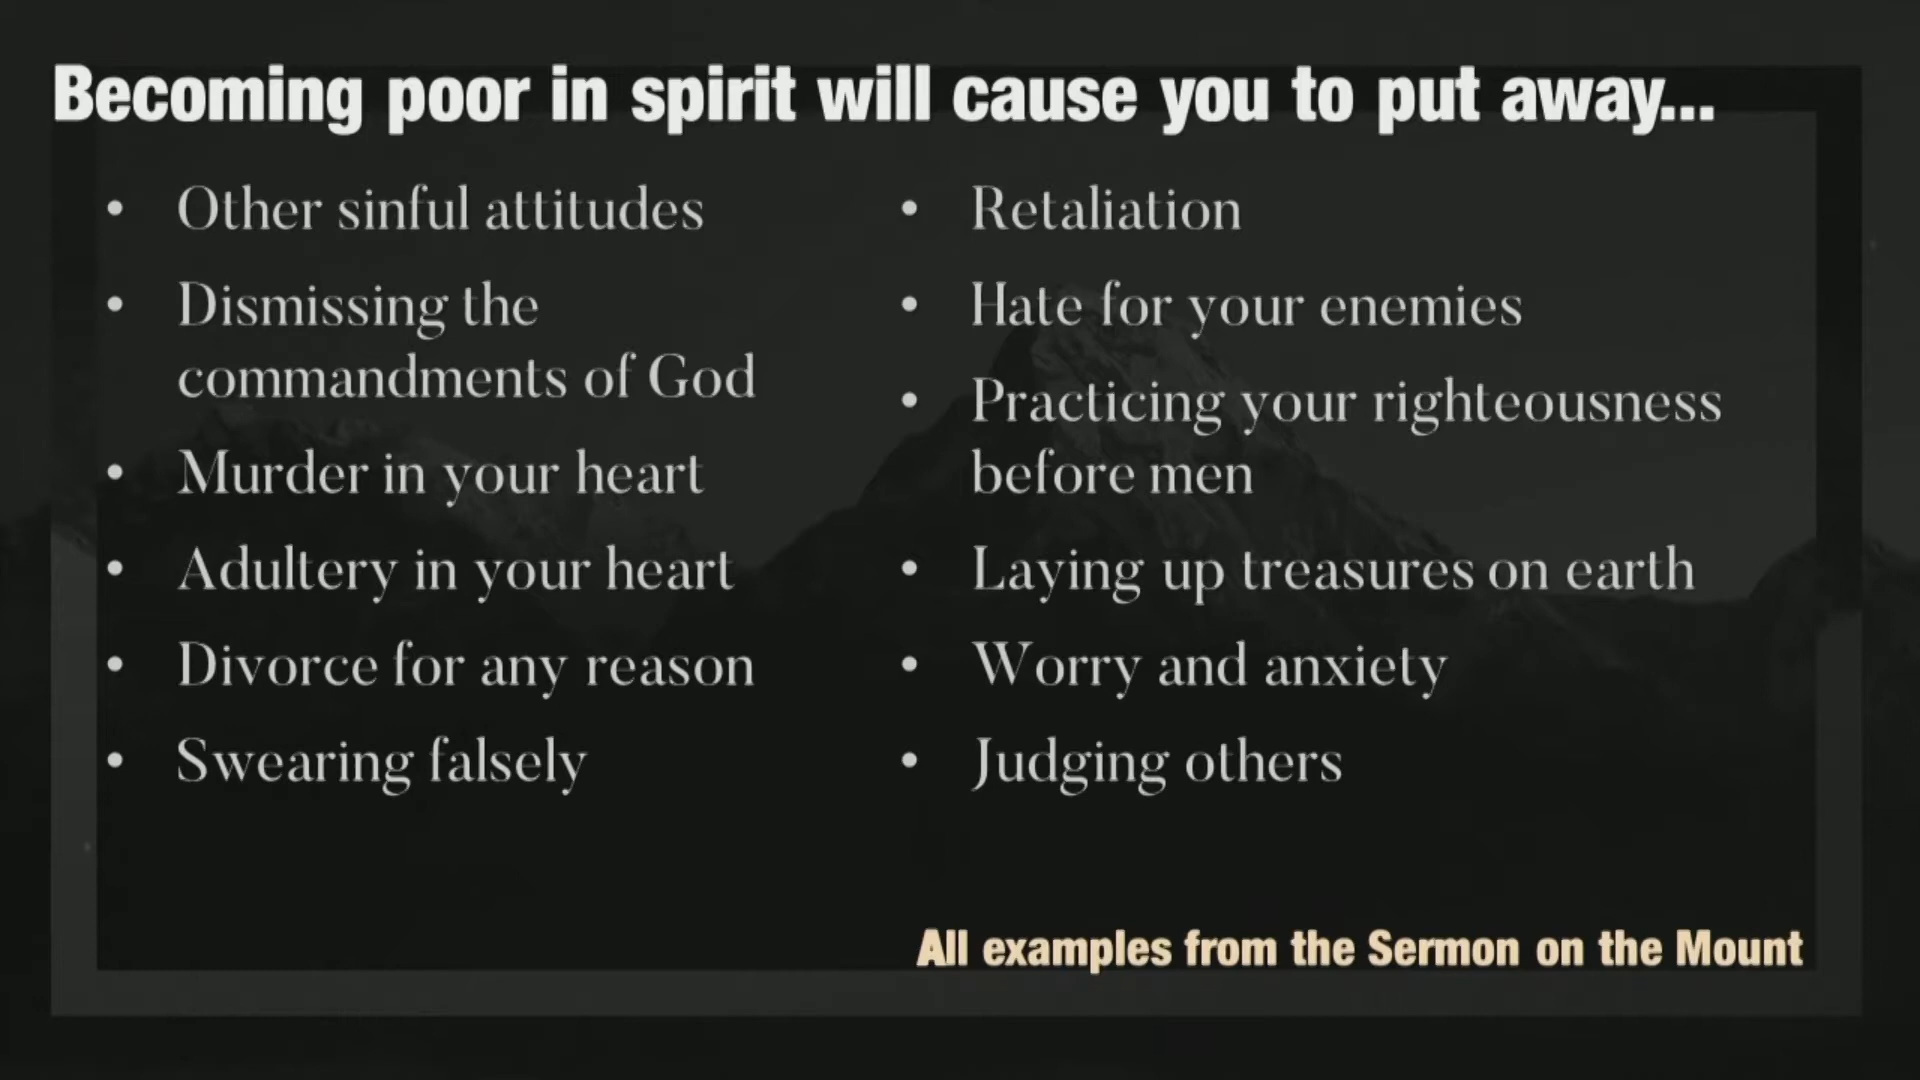 Becoming poor in spirit will cause you to put away...
• Other sinful attitudes
• Dismissing the
commandments of God
• Murder in your heart
• Adultery in your heart
• Divorce for any reason
• Swearing falsely
• Retaliation
• Hate for your enemies
• Practicing your righteousness
before men
• Laying up treasures on earth
• Worry and anxiety
• Judging others
All examples from the Sermon on the Mount